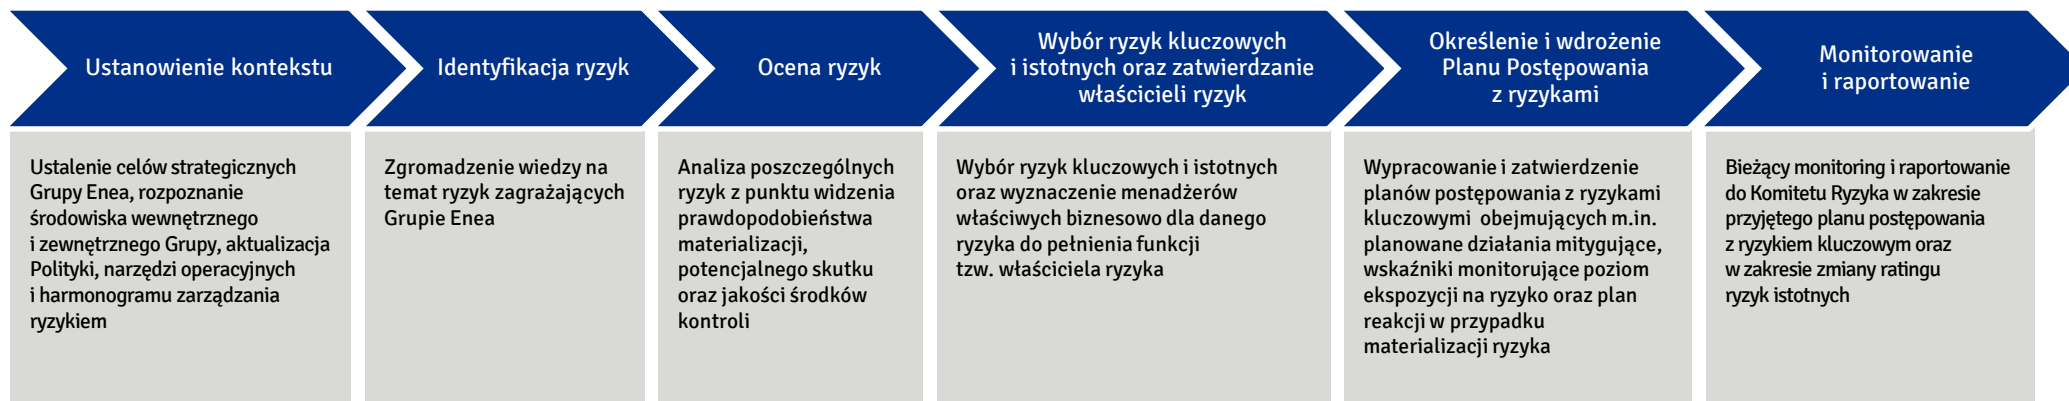 Ustanowienie kontekstu
Identyfikacja ryzyk
Ocena ryzyk
Wybór ryzyk kluczowych
i istotnych oraz zatwierdzanie
właścicieli ryzyk
Określenie i wdrożenie
Planu Postępowania
z ryzykami
Monitorowanie
i raportowanie
Ustalenie celów strategicznych
Grupy Enea, rozpoznanie
środowiska wewnętrznego
i zewnętrznego Grupy, aktualizacja
Polityki, narzędzi operacyjnych
i harmonogramu zarządzania
ryzykiem
Zgromadzenie wiedzy na
temat ryzyk zagrażających
Grupie Enea
Analiza poszczególnych
ryzyk z punktu widzenia
prawdopodobieństwa
materializacji,
potencjalnego skutku
oraz jakości środków
kontroli
Wybór ryzyk kluczowych i istotnych
oraz wyznaczenie menadżerów
właściwych biznesowo dla danego
ryzyka do pełnienia funkcji
tzw. właściciela ryzyka
Wypracowanie i zatwierdzenie
planów postępowania z ryzykami
kluczowymi obejmujących m.in.
planowane działania mitygujące,
wskaźniki monitorujące poziom
ekspozycji na ryzyko oraz plan
reakcji w przypadku
materializacji ryzyka
Bieżący monitoring i raportowanie
do Komitetu Ryzyka w zakresie
przyjętego planu postępowania
z ryzykiem kluczowym oraz
w zakresie zmiany ratingu
ryzyk istotnych